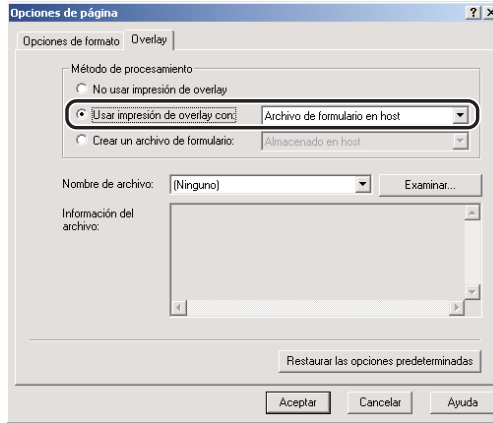 Opciones de página
Opciones de formato Overlay
Método de procesamiento
No usar impresión de overlay
Usar impresión de overlay con: Archivo de formulario en host
Crear un archivo de formulario: Almacenado en host
Nombre de archivo: (Ninguno) Examinar...
Información del
archivo:
Restaurar las opciones predeterminadas
Aceptar Cancelar Ayuda